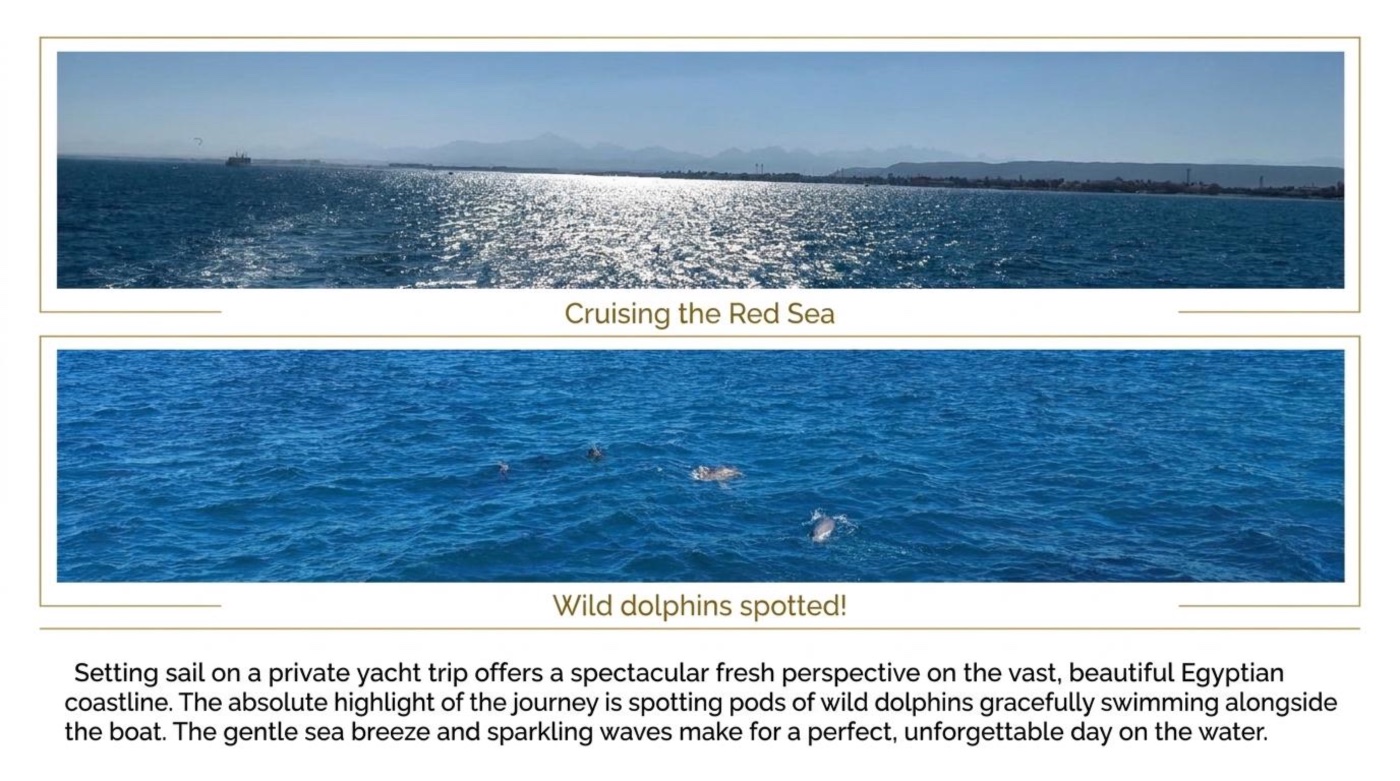 Cruising the Red Sea
Wild dolphins spotted!
Setting sail on a private yacht trip offers a spectacular fresh perspective on the vast, beautiful Egyptian
coastline. The absolute highlight of the journey is spotting pods of wild dolphins gracefully swimming alongside
the boat. The gentle sea breeze and sparkling waves make for a perfect, unforgettable day on the water.